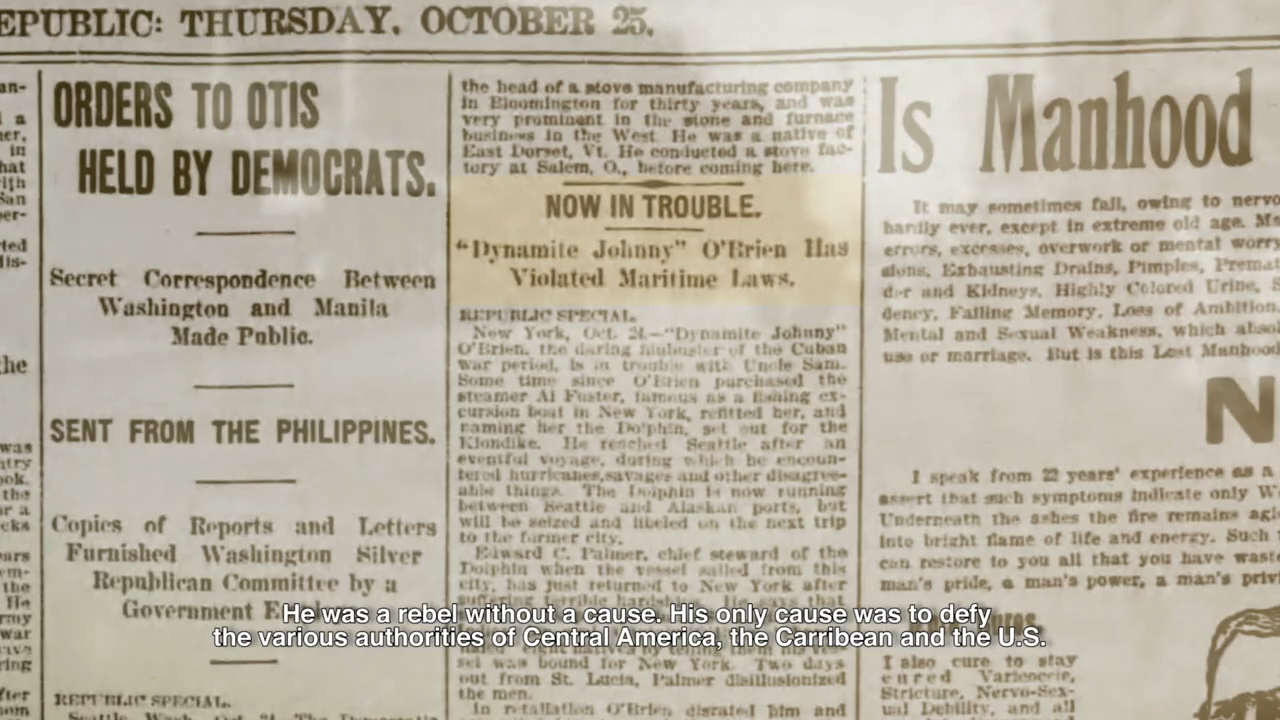 EPUBLIC: THURSDAY, OCTOBER 25,
ORDERS TO OTIS
HELD BY DEMOCRATS.
Secret Correspondence Between
Washington and Manila
Made Public.
SENT FROM THE PHILIPPINES.
Copies of Reports and Letters
Furnished Washington Silver
Republican Committee by a
Government
REPUBLIC SPECIAL.
the head of a stove manufacturing company
in Bloomington for thirty years, and was
very prominent in the stone and furnace
business in the West. He was a native of
East Dorset, Vt. He conducted a stove fac-
tory at Salem, O., before coming here.
NOW IN TROUBLE.
"Dynamite Johnny" O'Brien Has
Violated Maritime Laws.
REPUBLIC SPECIAL.
New York, Oct. 24.—"Dynamite Johnny"
O'Brien, the daring filibuster of the Cuban
war period, is in trouble with Uncle Sam.
Some time since O'Brien purchased the
steamer Al Foster, famous as a fishing ex-
cursion boat in New York, refitted her, and
naming her the Dolphin, set out for the
Klondike. He reached Seattle after an
eventful voyage, during which he encoun-
tered hurricanes, savages and other disagree-
able things. The Dolphin is now running
between Seattle and Alaskan ports, but
will be seized and libeled on the next trip
to the former city.
Edward C. Palmer, chief steward of the
Dolphin when the vessel sailed from this
city, has just returned to New York after
suffering terrible hardships. He says that
sel was bound for New York. Two days
out from St. Lucia, Palmer disillusionized
the men.
In retaliation O'Brien disrated him and
Is Manhood
It may sometimes fail, owing to nervo
hardly ever, except in extreme old age. Ma
errors, excesses, overwork or mental worry
sions, Exhausting Drains, Pimples, Premat
der and Kidneys, Highly Colored Urine, S
dency, Failing Memory, Loss of Ambition,
Mental and Sexual Weakness, which abso
use or marriage. But is this Lost Manhood
N
I speak from 22 years' experience as a
assert that such symptoms indicate only W
Underneath the ashes the fire remains agl
into bright flame of life and energy. Such t
can restore to you all that you have waste
man's pride, a man's power, a man's privi
I also cure to stay
cured Varicocele,
Stricture, Nervo-Sex-
ual Debility, and all
He was a rebel without a cause. His only cause was to defy
the various authorities of Central America, the Carribean and the U.S.